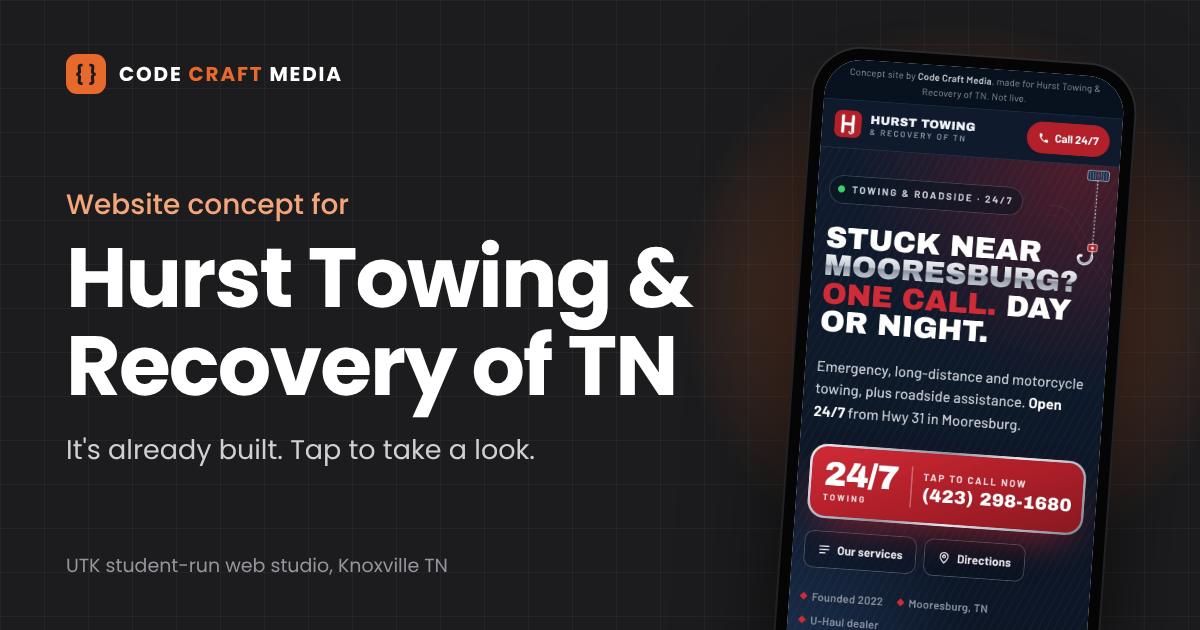 { } CODE CRAFT MEDIA
Website concept for
Hurst Towing &
Recovery of TN
It's already built. Tap to take a look.
UTK student-run web studio, Knoxville TN
Concept site by Code Craft Media, made for Hurst Towing &
Recovery of TN. Not live.
H HURST TOWING
& RECOVERY OF TN
Call 24/7
TOWING & ROADSIDE · 24/7
STUCK NEAR
MOORESBURG?
ONE CALL. DAY
OR NIGHT.
Emergency, long-distance and motorcycle
towing, plus roadside assistance. Open
24/7 from Hwy 31 in Mooresburg.
24/7
TOWING
TAP TO CALL NOW
(423) 298-1680
Our services
Directions
Founded 2022
Mooresburg, TN
U-Haul dealer